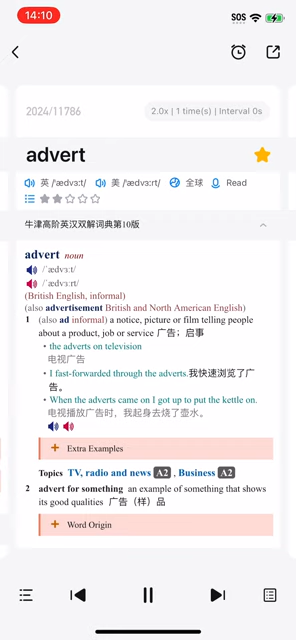 14:10
SOS
2024/11786
2.0x | 1 time(s) | Interval 0s
advert
英 /'ædvɜːt/ 美 /'ædvɜːrt/ 全球 Read
牛津高阶英汉双解词典第10版
advert noun
/ˈædvɜːt/
/ˈædvɜːrt/
(British English, informal)
(also advertisement British and North American English)
1 (also ad informal) a notice, picture or film telling people
about a product, job or service 广告；启事
• the adverts on television
电视广告
• I fast-forwarded through the adverts.我快速浏览了广
告。
• When the adverts came on I got up to put the kettle on.
电视播放广告时，我起身去烧了壶水。
+ Extra Examples
Topics TV, radio and news A2 , Business A2
2 advert for something an example of something that shows
its good qualities 广告（样）品
+ Word Origin